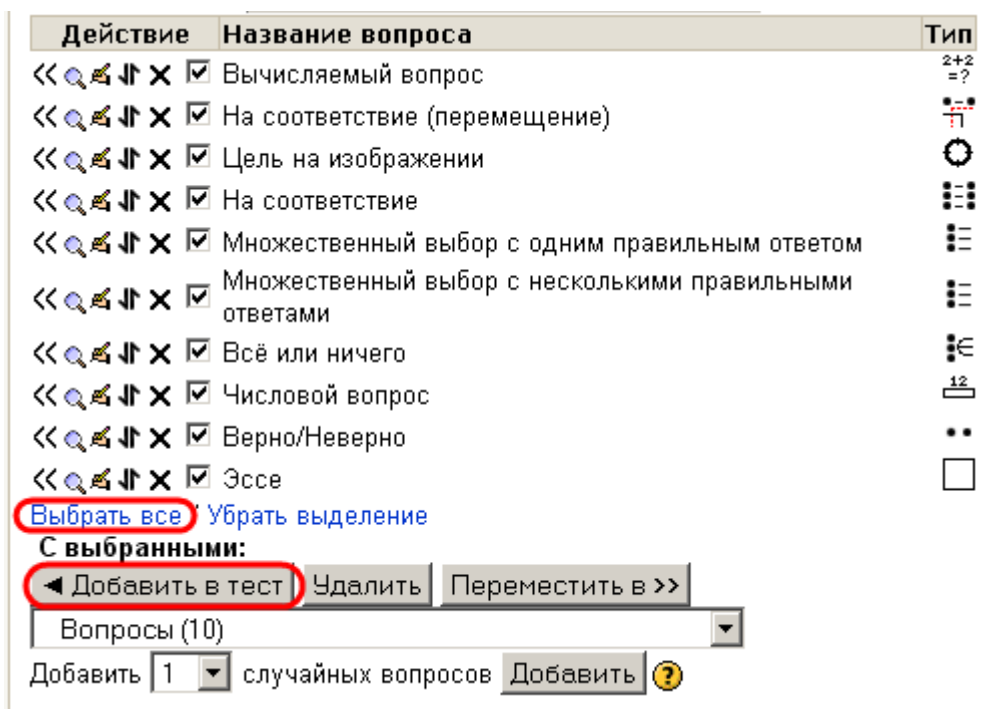 Действие Название вопроса Тип
Вычисляемый вопрос 2+2 =?
На соответствие (перемещение)
Цель на изображении
На соответствие
Множественный выбор с одним правильным ответом
Множественный выбор с несколькими правильными
ответами
Всё или ничего
Числовой вопрос 12
Верно/Неверно
Эссе
Выбрать все / Убрать выделение
С выбранными:
◄ Добавить в тест Удалить Переместить в >>
Вопросы (10)
Добавить 1 случайных вопросов Добавить ?